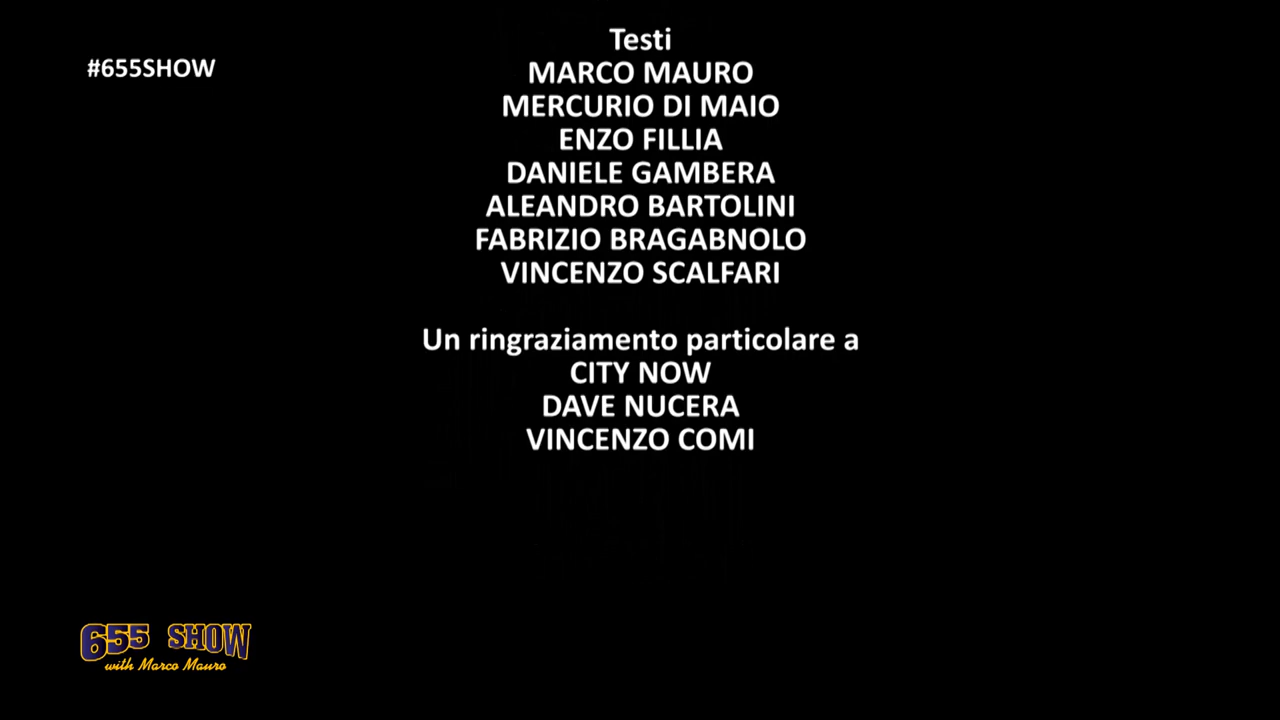 #655SHOW
Testi
MARCO MAURO
MERCURIO DI MAIO
ENZO FILLIA
DANIELE GAMBERA
ALEANDRO BARTOLINI
FABRIZIO BRAGABNOLO
VINCENZO SCALFARI
Un ringraziamento particolare a
CITY NOW
DAVE NUCERA
VINCENZO COMI
655 SHOW
with Marco Mauro